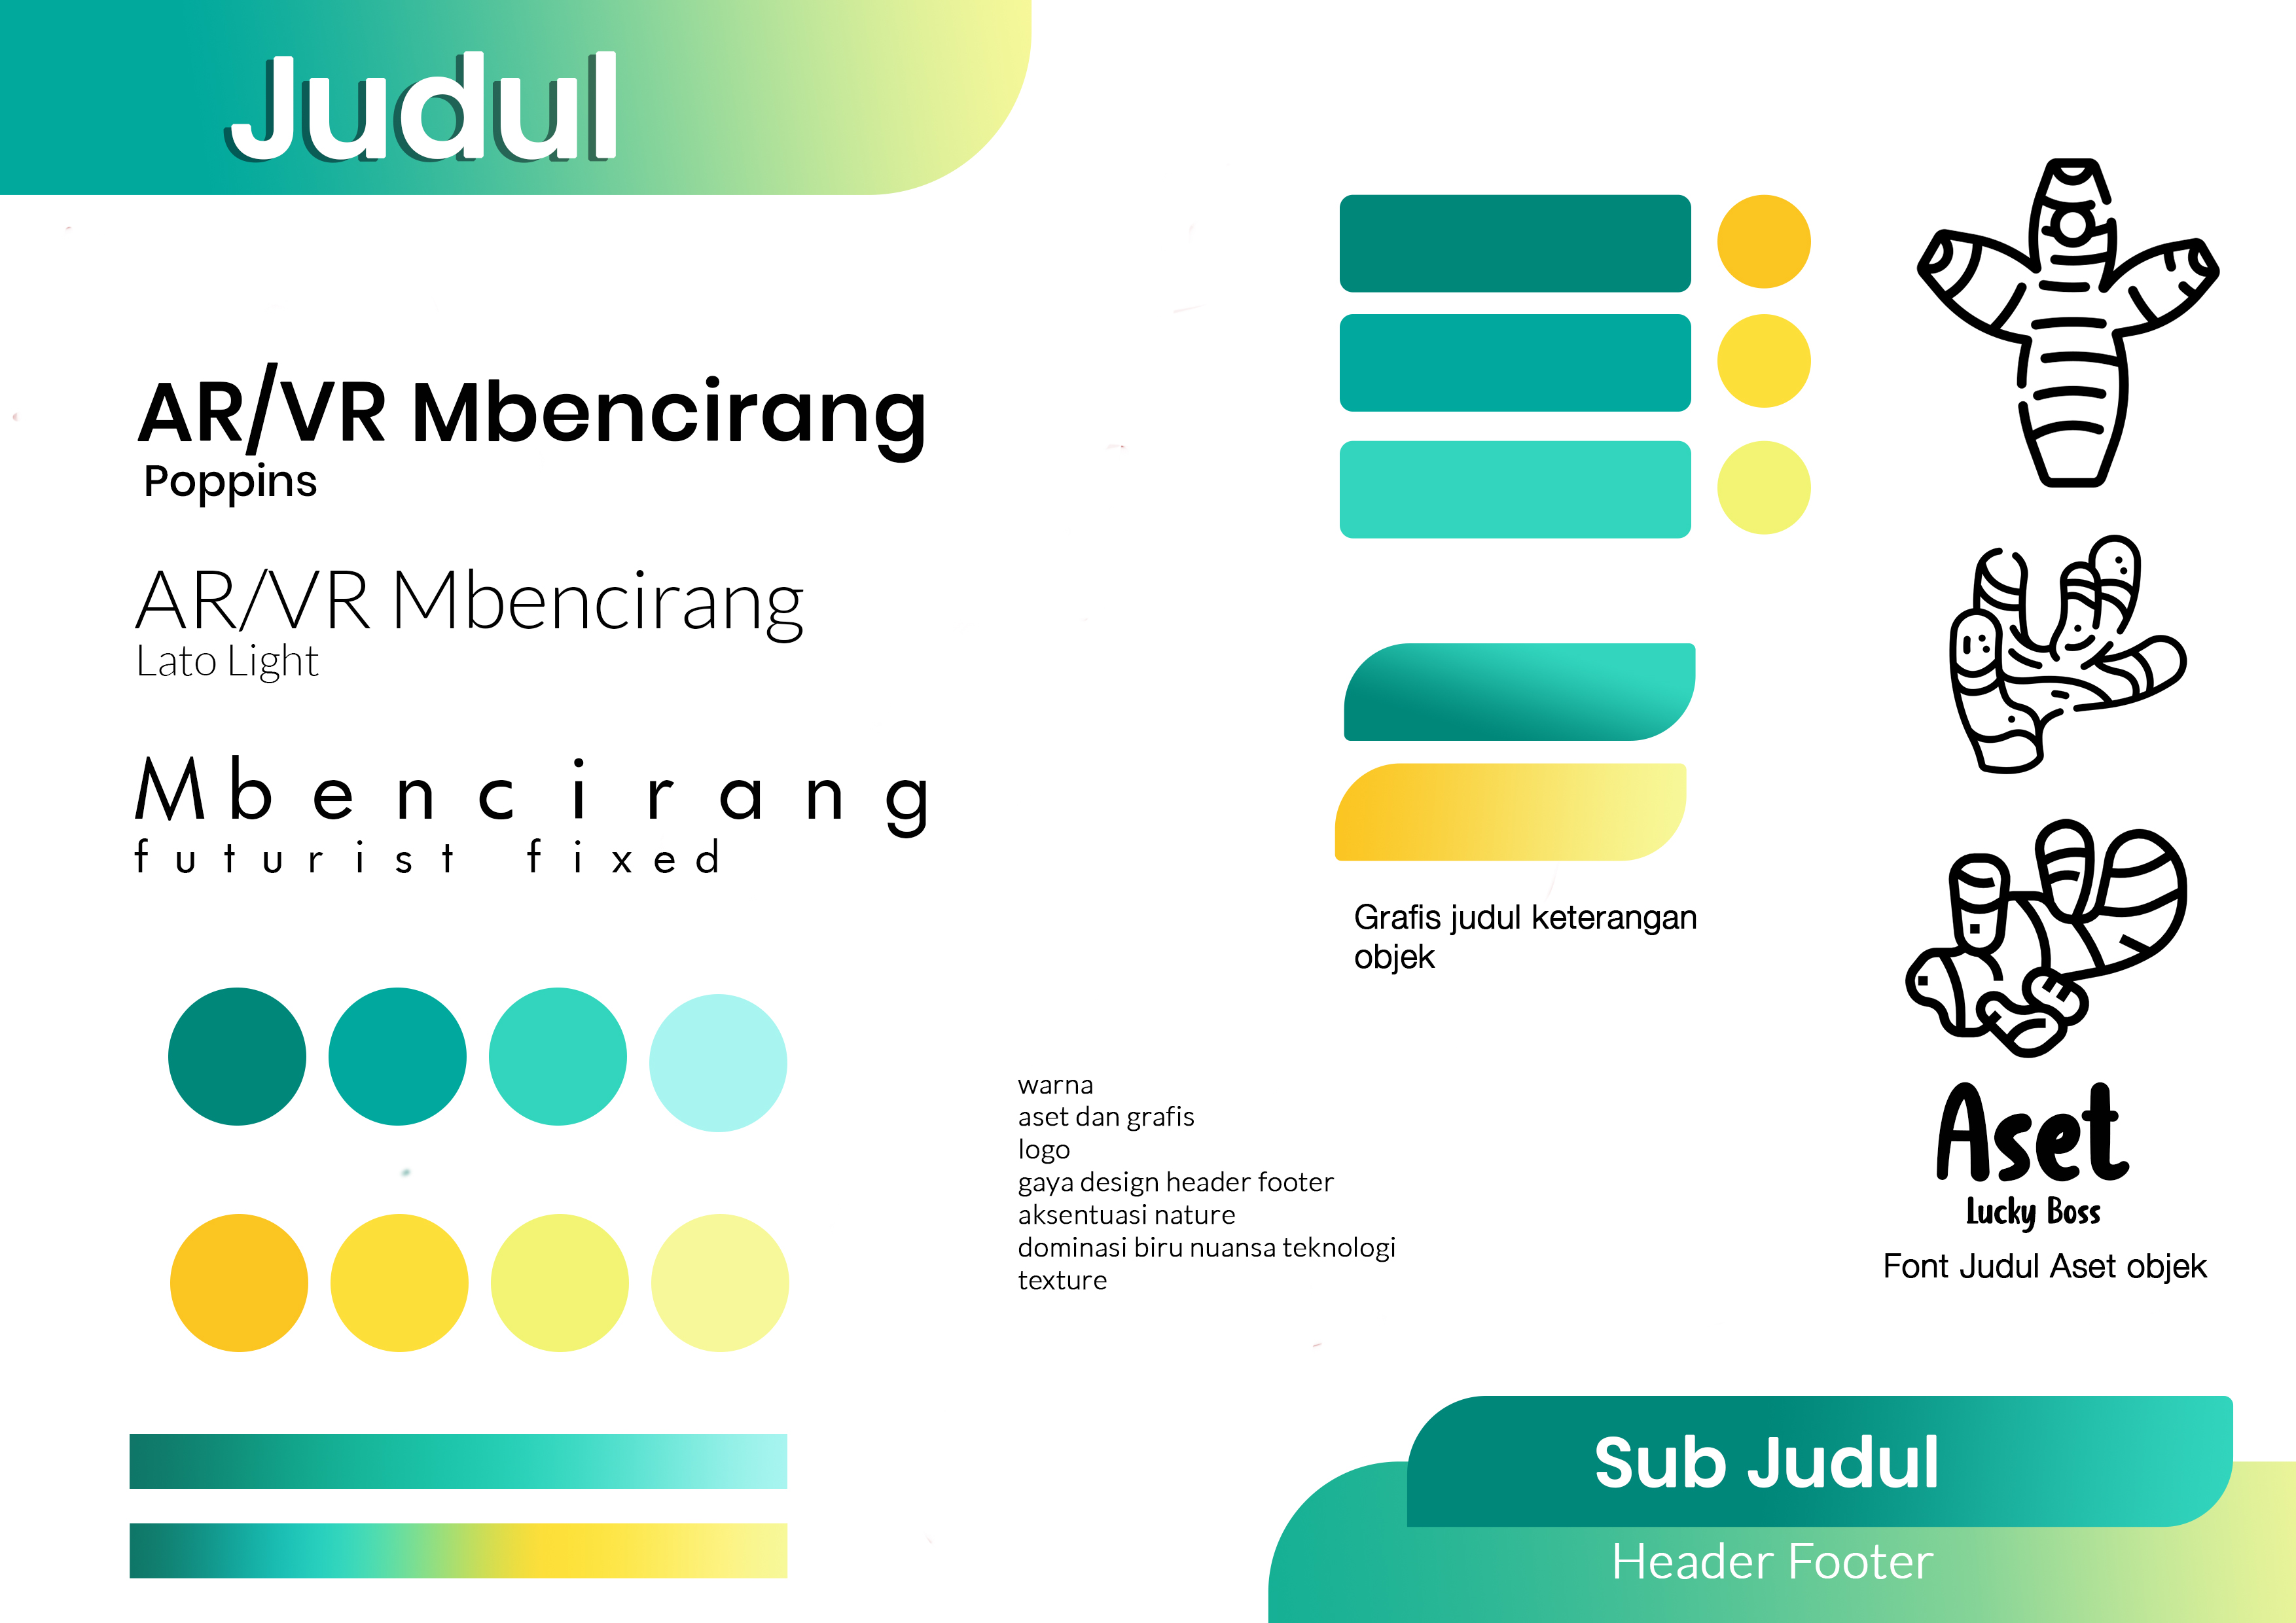 Judul
AR/VR Mbencirang
Poppins
AR/VR Mbencirang
Lato Light
Mbencirang
futurist fixed
Grafis judul keterangan
objek
warna
aset dan grafis
logo
gaya design header footer
aksentuasi nature
dominasi biru nuansa teknologi
texture
Aset
Lucky Boss
Font Judul Aset objek
Sub Judul
Header Footer